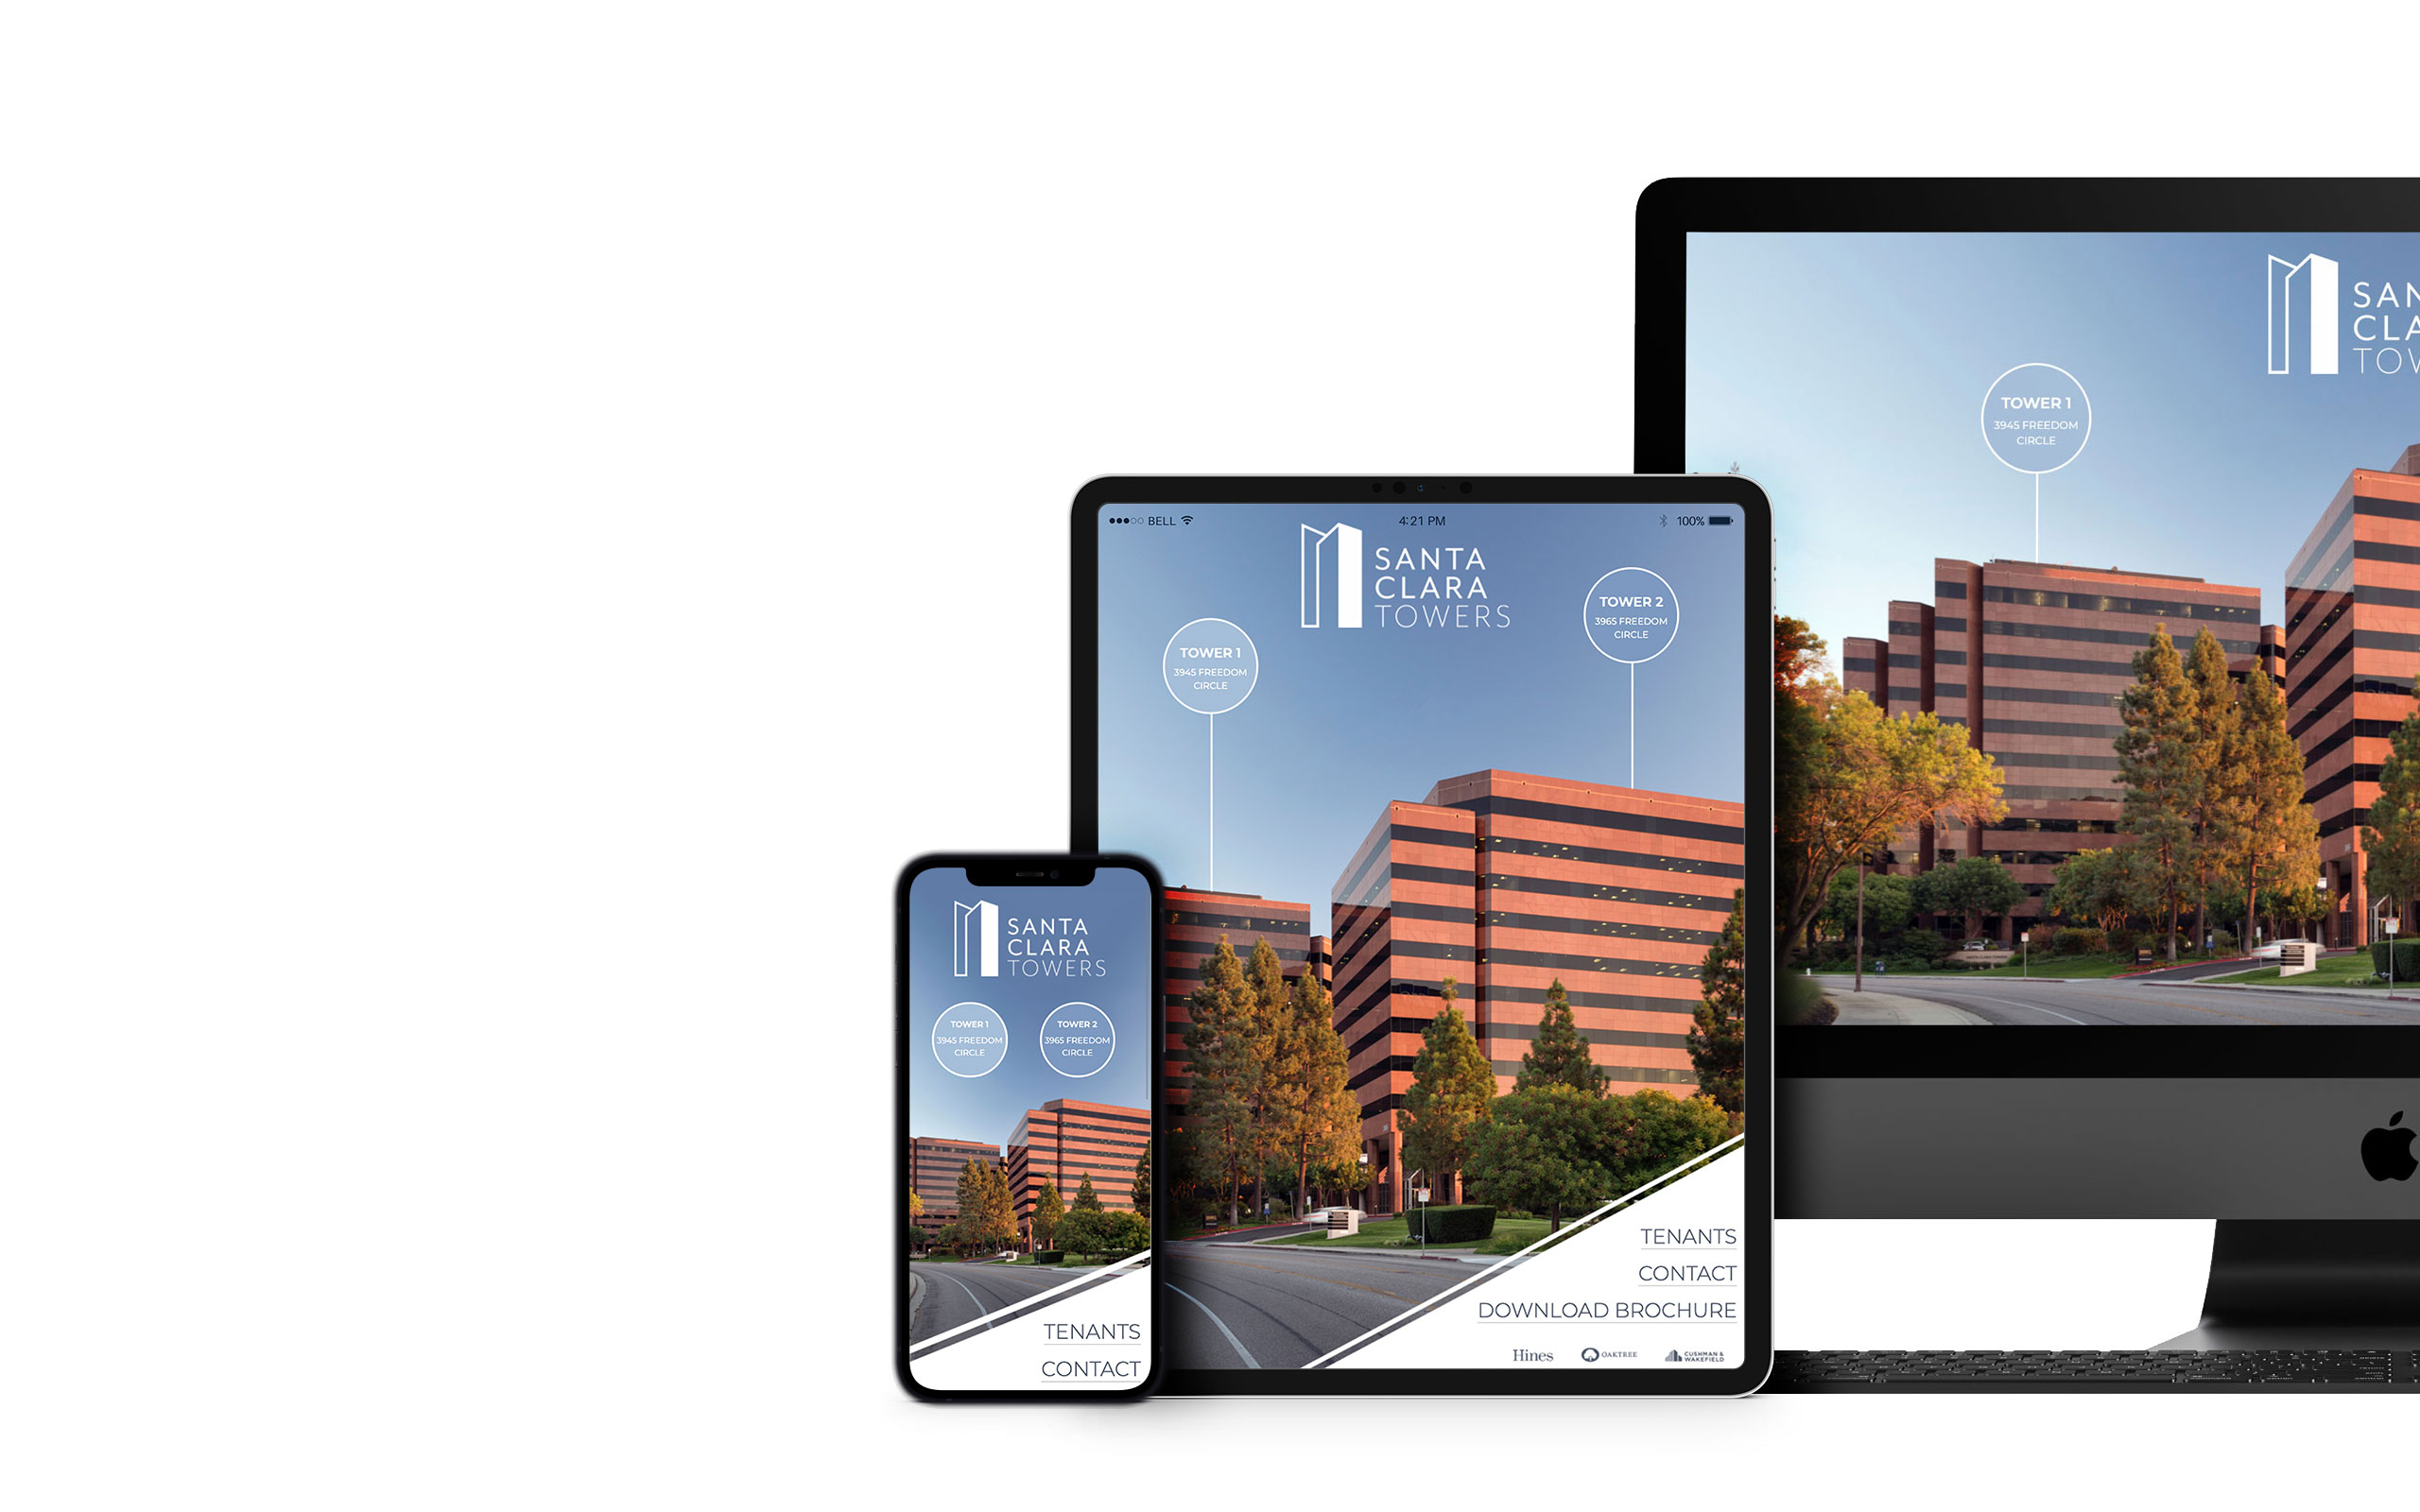 SANTA
CLARA
TOWERS
TOWER 1
3945 FREEDOM
CIRCLE
TOWER 2
3965 FREEDOM
CIRCLE
TENANTS
CONTACT
BELL
4:21 PM
100%
SANTA
CLARA
TOWERS
TOWER 1
3945 FREEDOM
CIRCLE
TOWER 2
3965 FREEDOM
CIRCLE
TENANTS
CONTACT
DOWNLOAD BROCHURE
Hines
OAKTREE
CUSHMAN &
WAKEFIELD
SAN
CLA
TOW
TOWER 1
3945 FREEDOM
CIRCLE